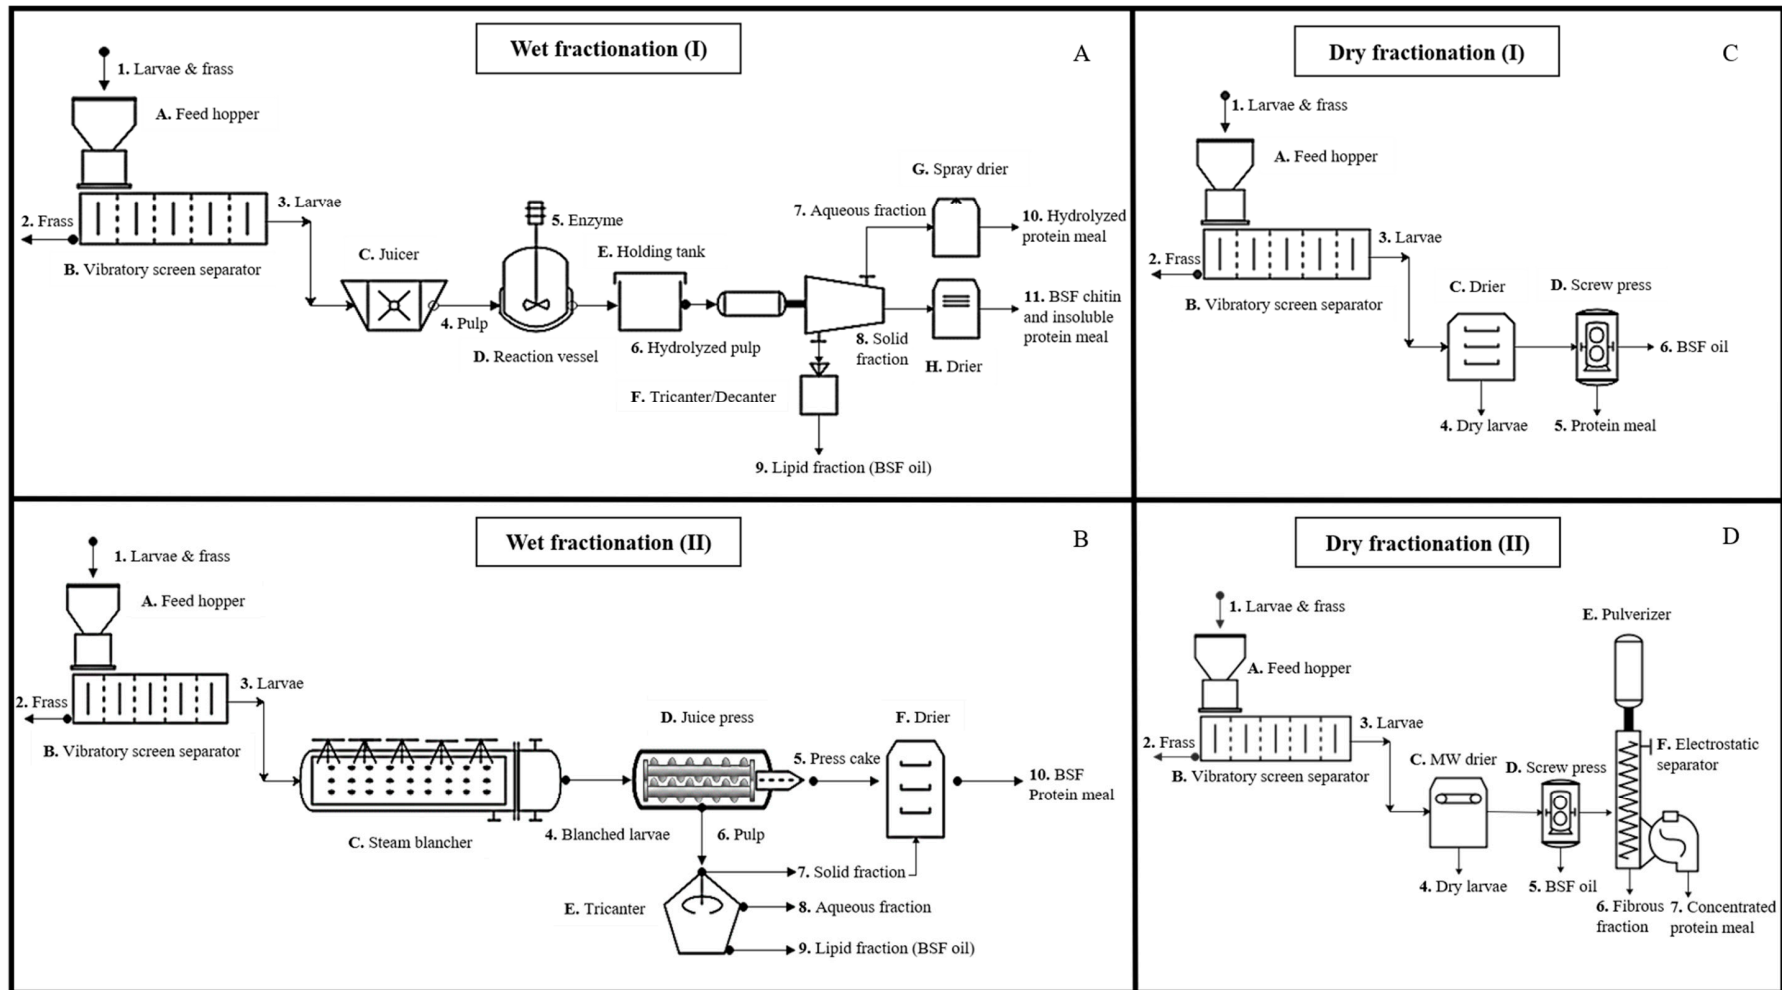 Wet fractionation (I)
A
1. Larvae & frass
A. Feed hopper
2. Frass
3. Larvae
B. Vibratory screen separator
C. Juicer
4. Pulp
5. Enzyme
D. Reaction vessel
E. Holding tank
6. Hydrolyzed pulp
F. Tricanter/Decanter
7. Aqueous fraction
8. Solid
fraction
9. Lipid fraction (BSF oil)
G. Spray drier
10. Hydrolyzed
protein meal
H. Drier
11. BSF chitin
and insoluble
protein meal
Dry fractionation (I)
C
1. Larvae & frass
A. Feed hopper
2. Frass
3. Larvae
B. Vibratory screen separator
C. Drier
D. Screw press
6. BSF oil
4. Dry larvae
5. Protein meal
Wet fractionation (II)
B
1. Larvae & frass
A. Feed hopper
2. Frass
3. Larvae
B. Vibratory screen separator
C. Steam blancher
4. Blanched larvae
D. Juice press
5. Press cake
6. Pulp
F. Drier
10. BSF
Protein meal
E. Tricanter
7. Solid fraction
8. Aqueous fraction
9. Lipid fraction (BSF oil)
Dry fractionation (II)
D
1. Larvae & frass
A. Feed hopper
2. Frass
3. Larvae
B. Vibratory screen separator
C. MW drier
D. Screw press
E. Pulverizer
F. Electrostatic
separator
4. Dry larvae
5. BSF oil
6. Fibrous
fraction
7. Concentrated
protein meal